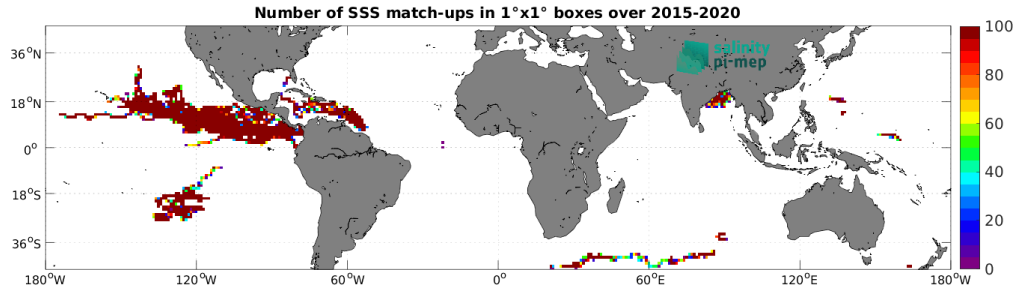 Number of SSS match-ups in 1°x1° boxes over 2015-2020
salinity
pi-mep
36°N
18°N
0°
18°S
36°S
180°W
120°W
60°W
0°
60°E
120°E
180°W
100
80
60
40
20
0